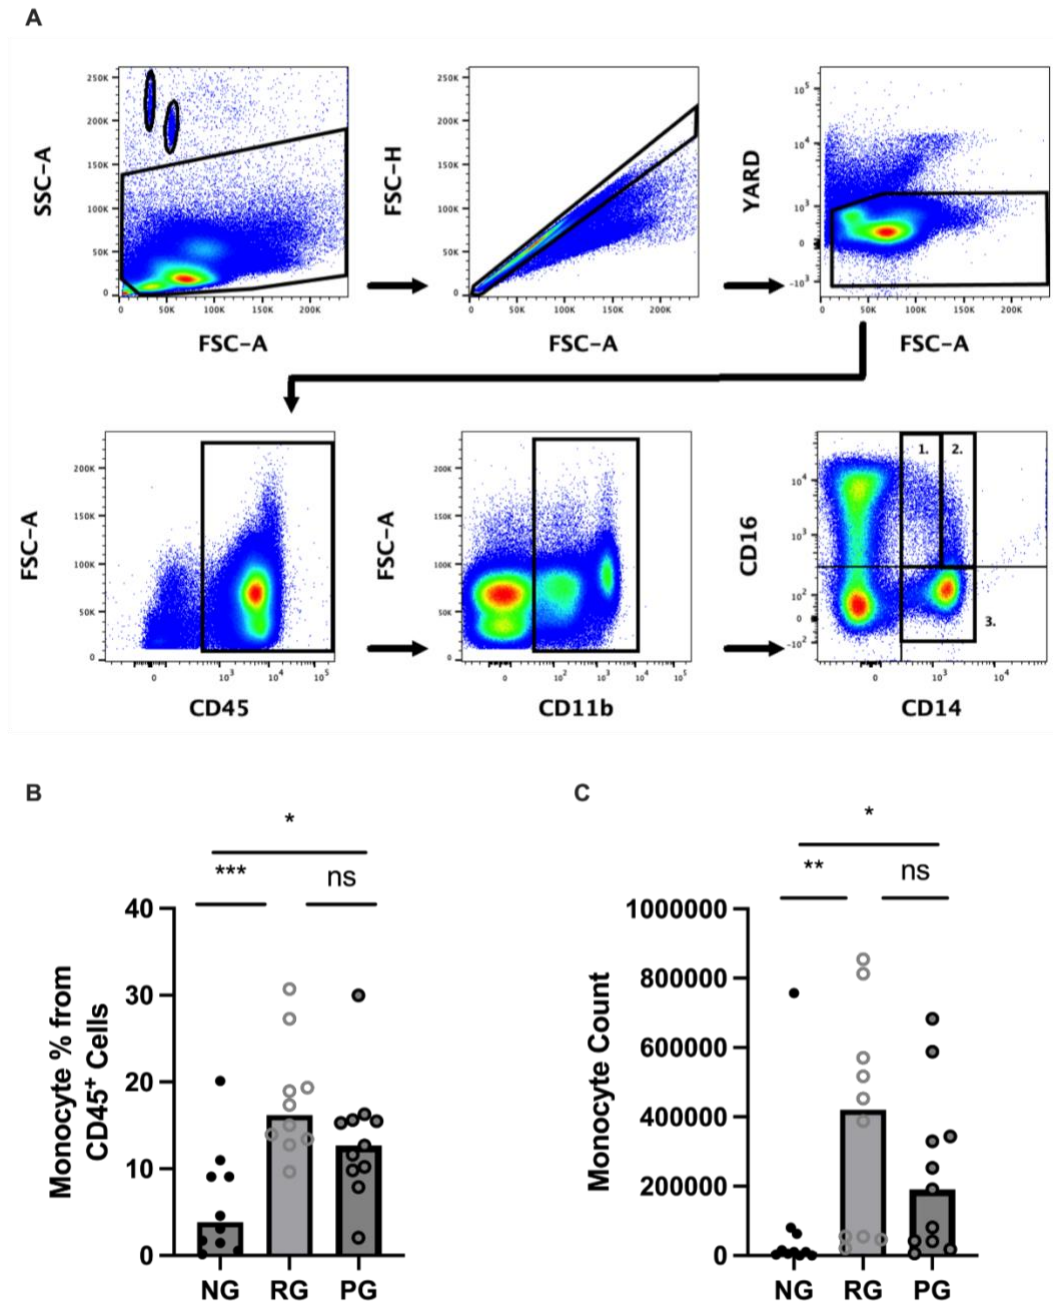 A
SSC-A
250K
200K
150K
100K
50K
0
0 50K 100K 150K 200K
FSC-A
FSC-H
250K
200K
150K
100K
50K
0
0 50K 100K 150K 200K
FSC-A
YARD
10^5
10^4
10^3
0
-10^3
0 50K 100K 150K 200K
FSC-A
FSC-A
200K
150K
100K
50K
0
0 10^3 10^4 10^5
CD45
FSC-A
200K
150K
100K
50K
0
0 10^2 10^3 10^4 10^5
CD11b
CD16
10^4
10^3
10^2
0
-10^2
1. 2.
3.
0 10^3 10^4
CD14
B
*
***
ns
Monocyte % from
CD45+ Cells
40
30
20
10
0
NG RG PG
C
*
**
ns
Monocyte Count
1000000
800000
600000
400000
200000
0
NG RG PG